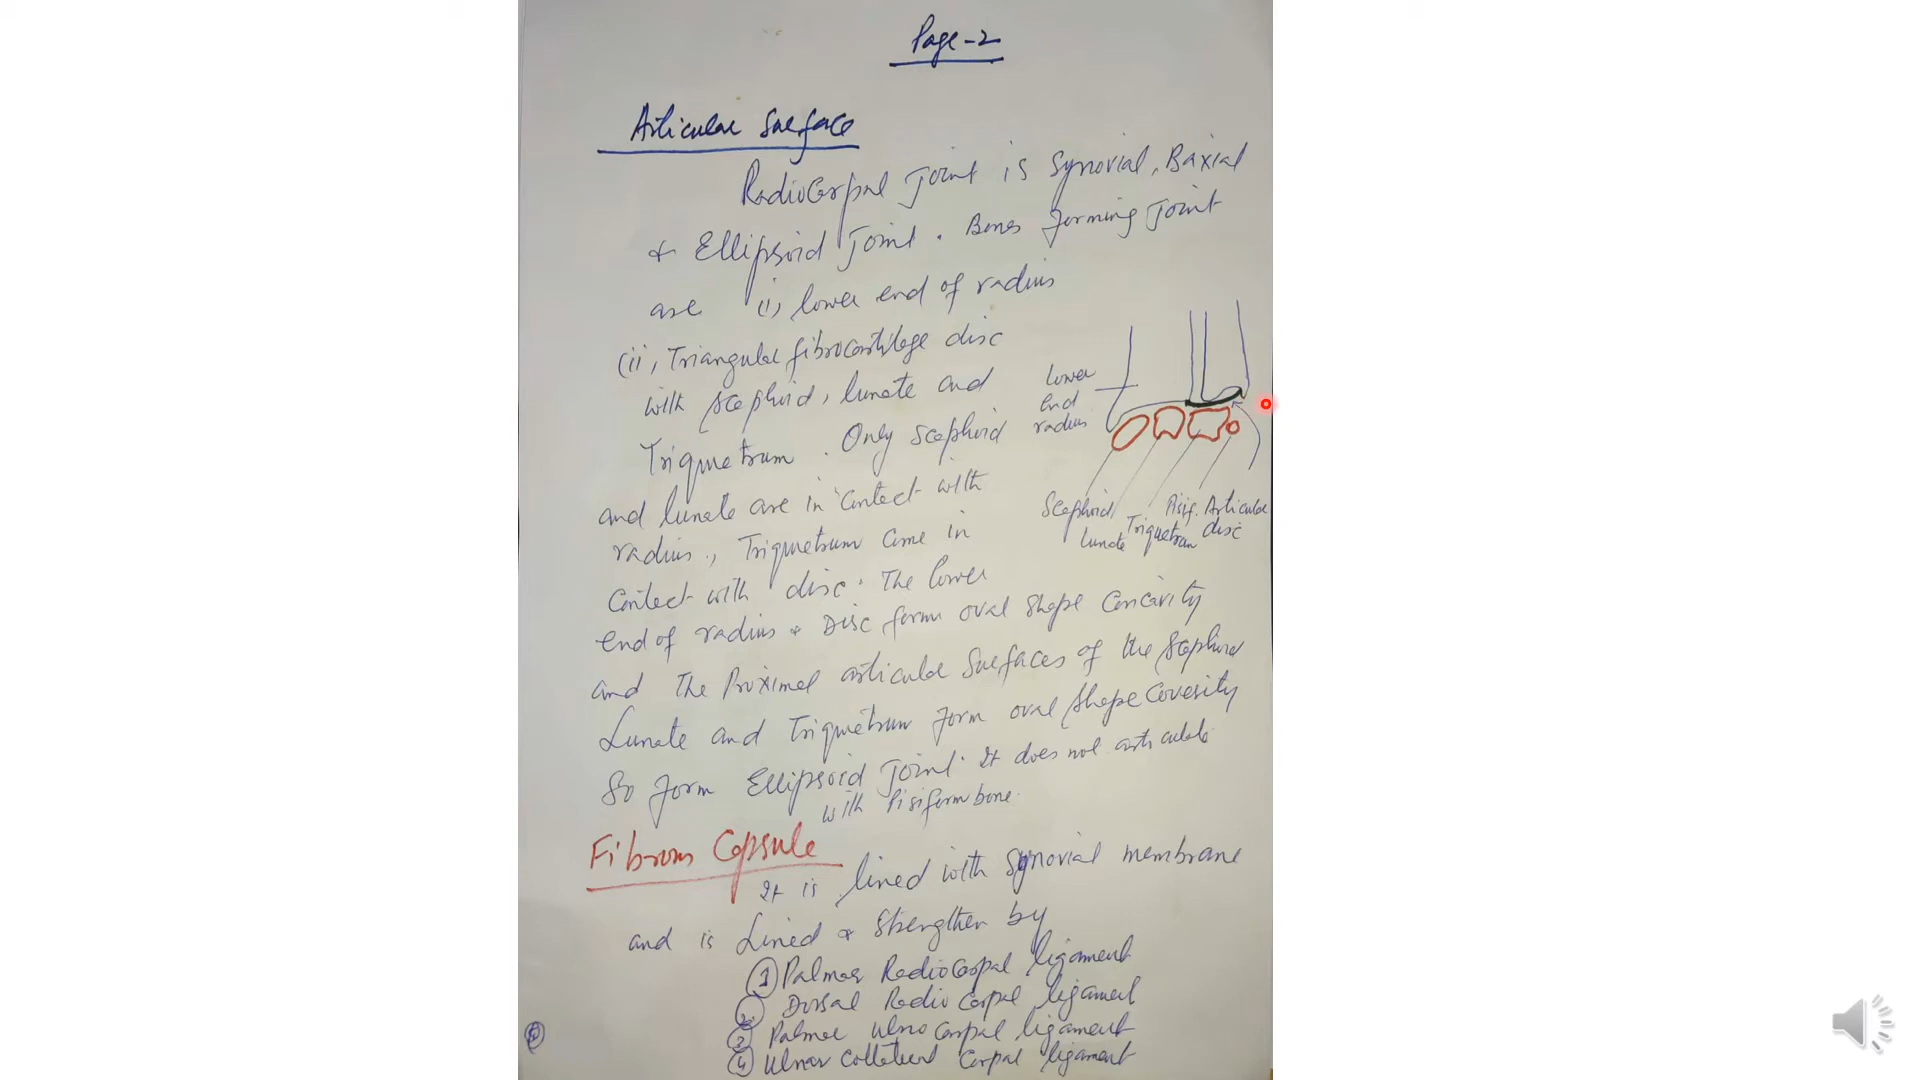 Page-2
Articular Surface
RadioCarpal Joint is Synovial, Baxial
& Ellipsoid Joint. Bones forming Joint
are (i) lower end of radius
(ii) Triangular fibrocartilage disc
with Scaphoid, lunate and
Triquetrum. Only Scaphoid
and lunate are in Contact with
radius., Triquetrum Come in
Contect with disc. The lower
end of radius & Disc form oval shape Concavity
and The Proximal articular Surfaces of the Scaphoid
Lunate and Triquetrum form oval shape Covexity
So form Ellipsoid Joint. It does not articulate
with Pisiform bone.
lower
end
radius
Scaphoid
lunate
Triquetrum
Pisif.
Articular
disc
Fibrous Capsule
It is lined with Synovial membrane
and is Lined & Strengthen by
1 Palmar RadioCarpal ligament
2. Dorsal Radio Carpal ligament
3 Palmar Ulno Carpal ligament
4 Ulnar Collateral Carpal ligament